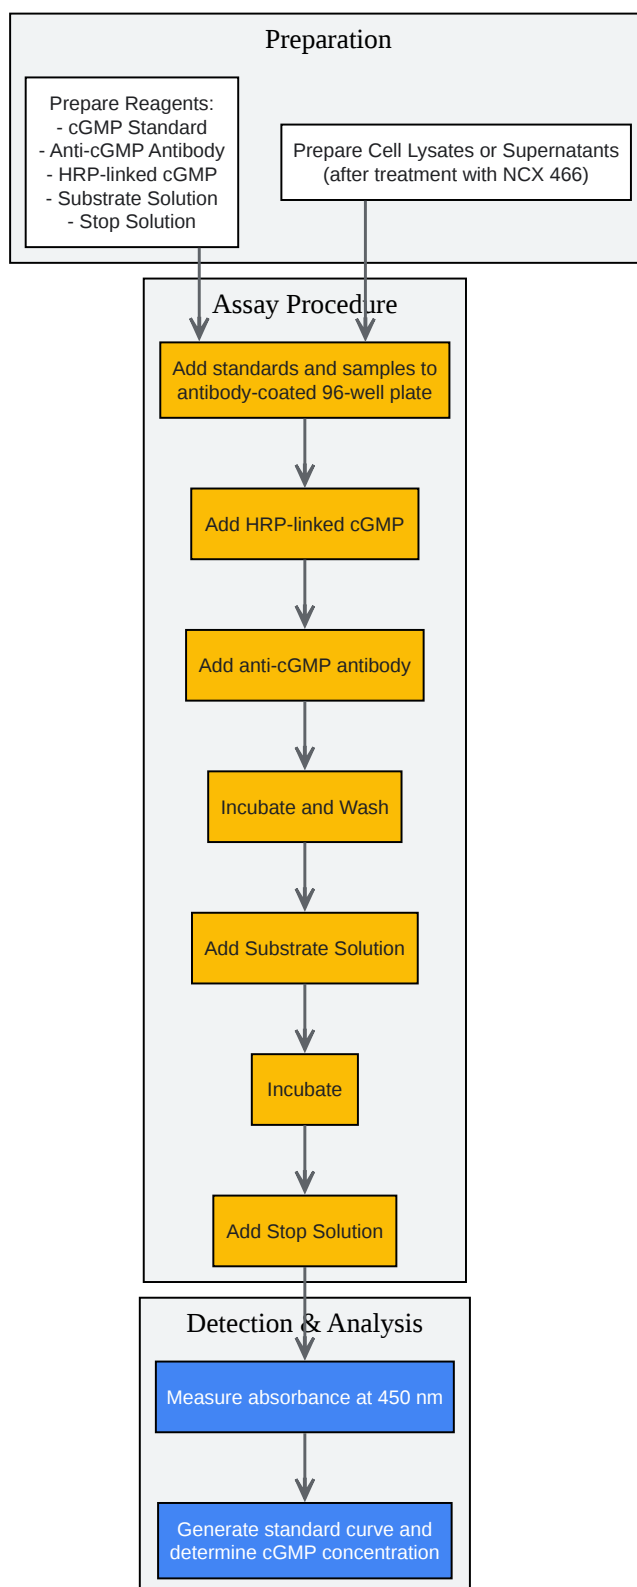 Preparation
Prepare Reagents:
- cGMP Standard
- Anti-cGMP Antibody
- HRP-linked cGMP
- Substrate Solution
- Stop Solution
Prepare Cell Lysates or Supernatants
(after treatment with NCX 466)
Assay Procedure
Add standards and samples to
antibody-coated 96-well plate
Add HRP-linked cGMP
Add anti-cGMP antibody
Incubate and Wash
Add Substrate Solution
Incubate
Add Stop Solution
Detection & Analysis
Measure absorbance at 450 nm
Generate standard curve and
determine cGMP concentration